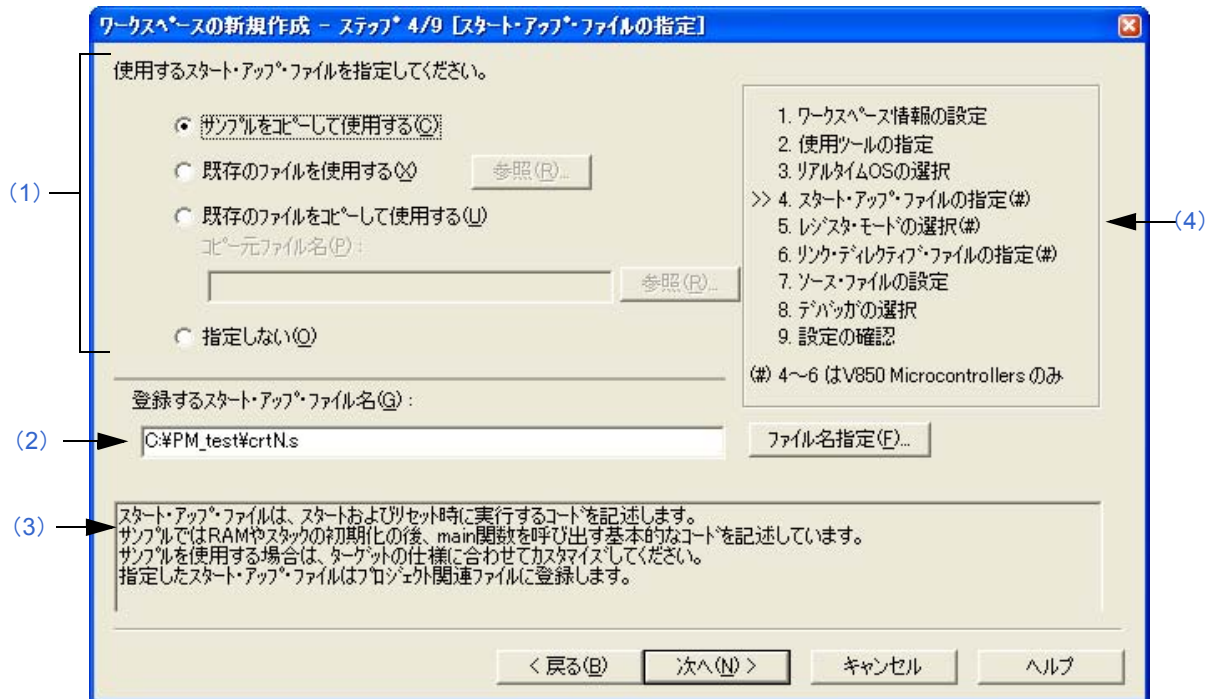 ワークスペースの新規作成 - ステップ 4/9 [スタート・アップ・ファイルの指定]
使用するスタート・アップ・ファイルを指定してください。
サンプルをコピーして使用する(C)
既存のファイルを使用する(X)
参照(R)...
既存のファイルをコピーして使用する(U)
コピー元ファイル名(P) :
参照(R)...
指定しない(O)
(1)
1. ワークスペース情報の設定
2. 使用ツールの指定
3. リアルタイムOSの選択
>> 4. スタート・アップ・ファイルの指定(#)
5. レジスタ・モードの選択(#)
6. リンク・ディレクティブ・ファイルの指定(#)
7. ソース・ファイルの設定
8. デバッガの選択
9. 設定の確認
(#) 4～6 はV850 Microcontrollers のみ
(4)
登録するスタート・アップ・ファイル名(G) :
(2)
C:¥PM_test¥crtN.s
ファイル名指定(F)...
(3)
スタート・アップ・ファイルは、スタートおよびリセット時に実行するコードを記述します。
サンプルではRAMやスタックの初期化の後、main関数を呼び出す基本的なコードを記述しています。
サンプルを使用する場合は、ターゲットの仕様に合わせてカスタマイズしてください。
指定したスタート・アップ・ファイルはプロジェクト関連ファイルに登録します。
< 戻る(B)
次へ(N) >
キャンセル
ヘルプ